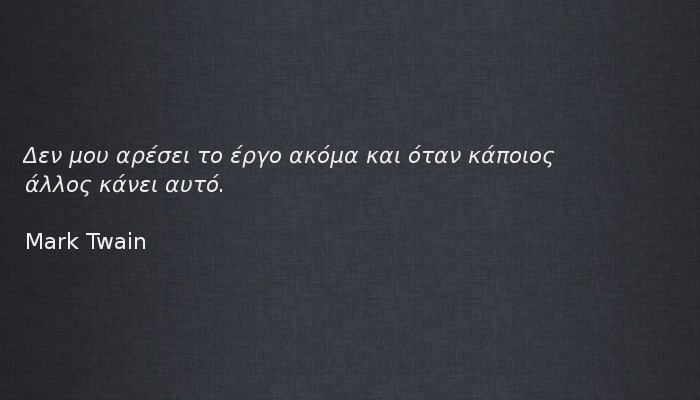 Δεν μου αρέσει το έργο ακόμα και όταν κάποιος
άλλος κάνει αυτό.
Mark Twain